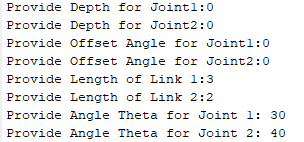 Provide Depth for Joint1:0
Provide Depth for Joint2:0
Provide Offset Angle for Joint1:0
Provide Offset Angle for Joint2:0
Provide Length of Link 1:3
Provide Length of Link 2:2
Provide Angle Theta for Joint 1: 30
Provide Angle Theta for Joint 2: 40